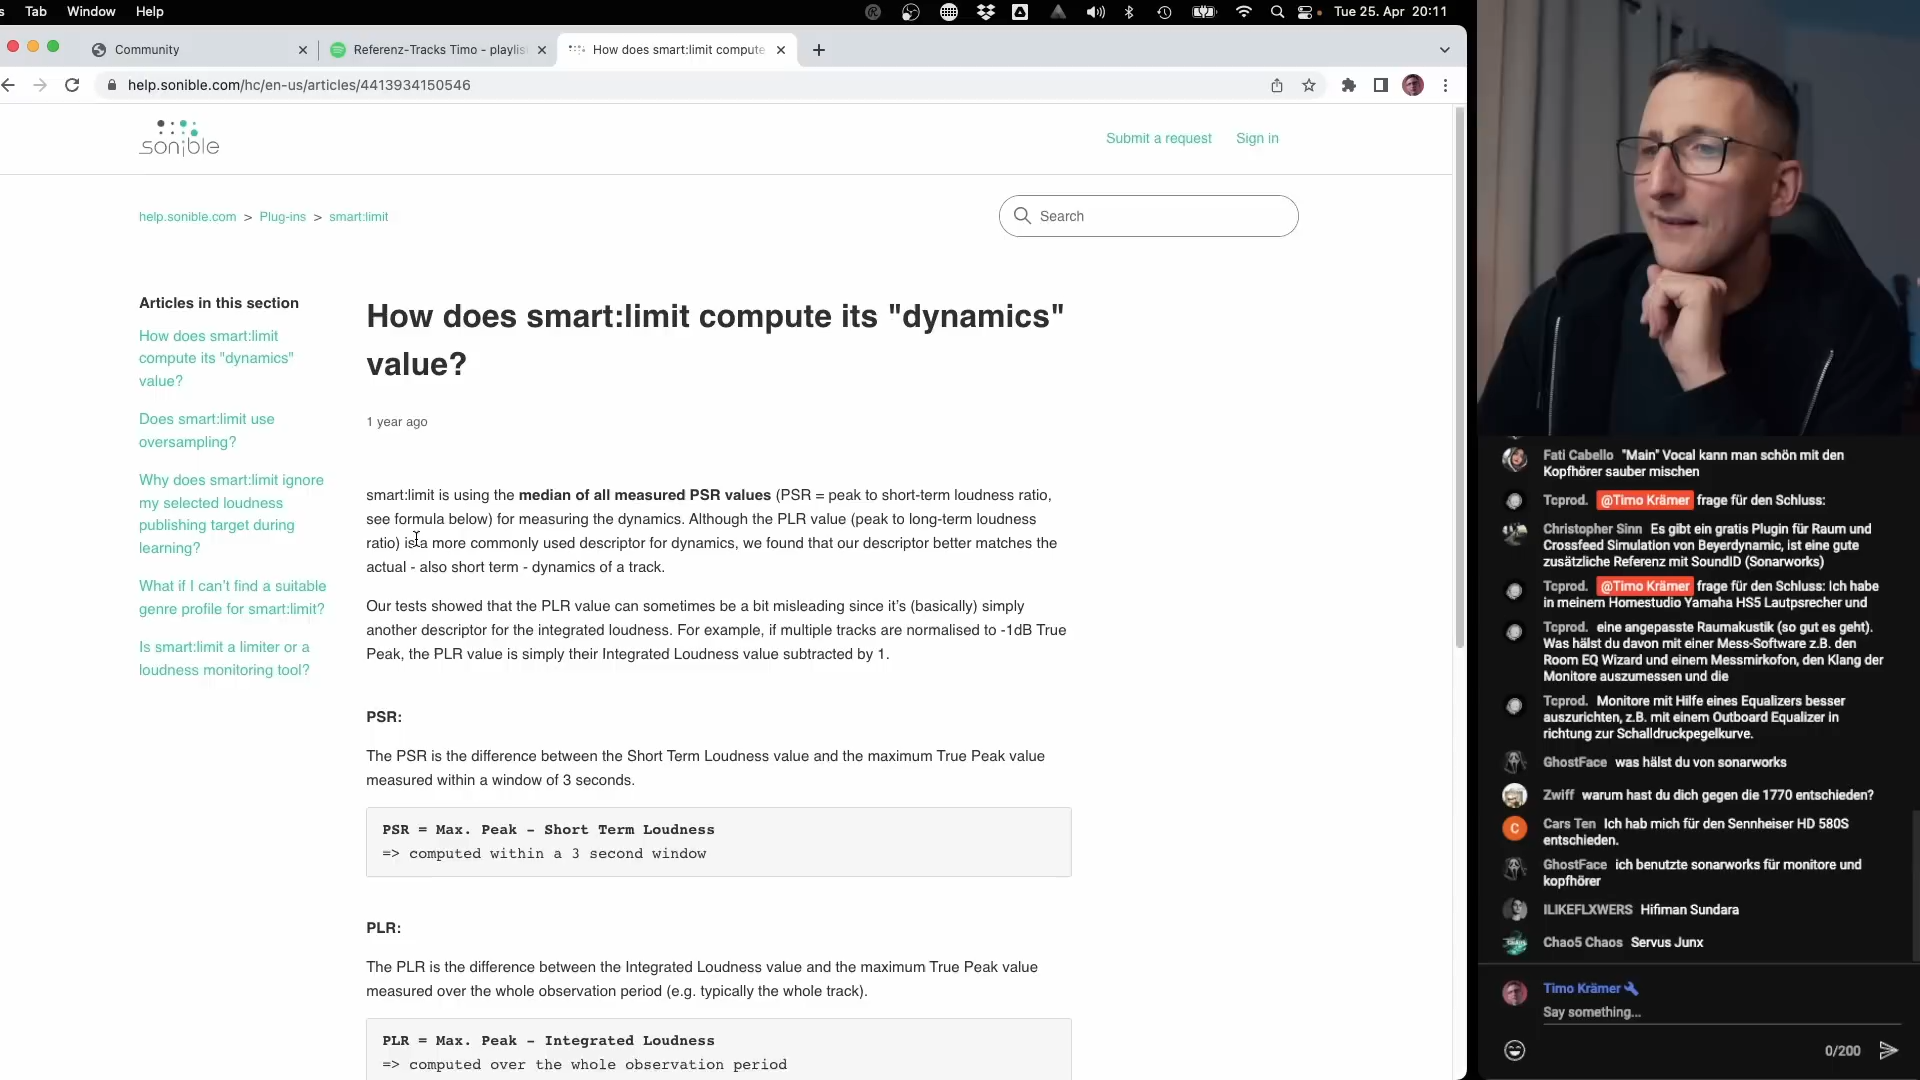 s Tab Window Help
Tue 25. Apr 20:11
Community
Referenz-Tracks Timo - playlis
How does smart:limit compute
help.sonible.com/hc/en-us/articles/4413934150546
sonible
Submit a request Sign in
help.sonible.com > Plug-ins > smart:limit
Search
Articles in this section
How does smart:limit
compute its "dynamics"
value?
Does smart:limit use
oversampling?
Why does smart:limit ignore
my selected loudness
publishing target during
learning?
What if I can't find a suitable
genre profile for smart:limit?
Is smart:limit a limiter or a
loudness monitoring tool?
How does smart:limit compute its "dynamics"
value?
1 year ago
smart:limit is using the median of all measured PSR values (PSR = peak to short-term loudness ratio,
see formula below) for measuring the dynamics. Although the PLR value (peak to long-term loudness
ratio) is a more commonly used descriptor for dynamics, we found that our descriptor better matches the
actual - also short term - dynamics of a track.
Our tests showed that the PLR value can sometimes be a bit misleading since it's (basically) simply
another descriptor for the integrated loudness. For example, if multiple tracks are normalised to -1dB True
Peak, the PLR value is simply their Integrated Loudness value subtracted by 1.
PSR:
The PSR is the difference between the Short Term Loudness value and the maximum True Peak value
measured within a window of 3 seconds.
PSR = Max. Peak - Short Term Loudness
=> computed within a 3 second window
PLR:
The PLR is the difference between the Integrated Loudness value and the maximum True Peak value
measured over the whole observation period (e.g. typically the whole track).
PLR = Max. Peak - Integrated Loudness
=> computed over the whole observation period
Fati Cabello "Main" Vocal kann man schön mit den
Kopfhörer sauber mischen
Tcprod. @Timo Krämer frage für den Schluss:
Christopher Sinn Es gibt ein gratis Plugin für Raum und
Crossfeed Simulation von Beyerdynamic, ist eine gute
zusätzliche Referenz mit SoundID (Sonarworks)
Tcprod. @Timo Krämer frage für den Schluss: Ich habe
in meinem Homestudio Yamaha HS5 Lautpsrecher und
Tcprod. eine angepasste Raumakustik (so gut es geht).
Was hälst du davon mit einer Mess-Software z.B. den
Room EQ Wizard und einem Messmirkofon, den Klang der
Monitore auszumessen und die
Tcprod. Monitore mit Hilfe eines Equalizers besser
auszurichten, z.B. mit einem Outboard Equalizer in
richtung zur Schalldruckpegelkurve.
GhostFace was hälst du von sonarworks
Zwiff warum hast du dich gegen die 1770 entschieden?
C
Cars Ten Ich hab mich für den Sennheiser HD 580S
entschieden.
GhostFace ich benutzte sonarworks für monitore und
kopfhörer
ILIKEFLXWERS Hifiman Sundara
Chao5 Chaos Servus Junx
Timo Krämer
Say something...
0/200